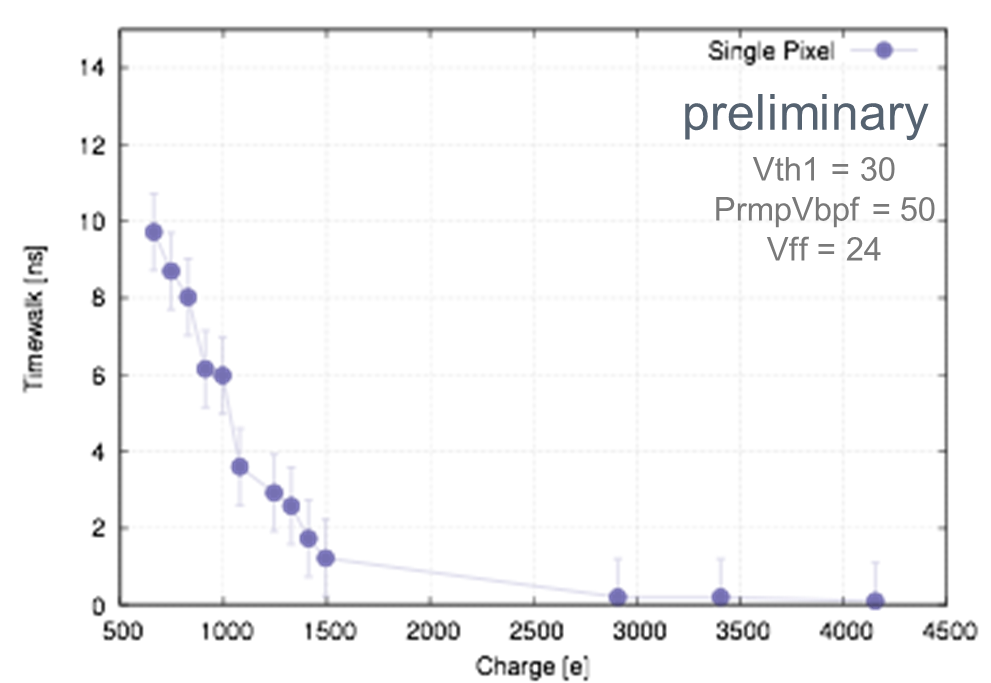 Single Pixel
preliminary
Vth1 = 30
PrmpVbpf = 50
Vff = 24
Timewalk [ns]
14
12
10
8
6
4
2
0
500 1000 1500 2000 2500 3000 3500 4000 4500
Charge [e]